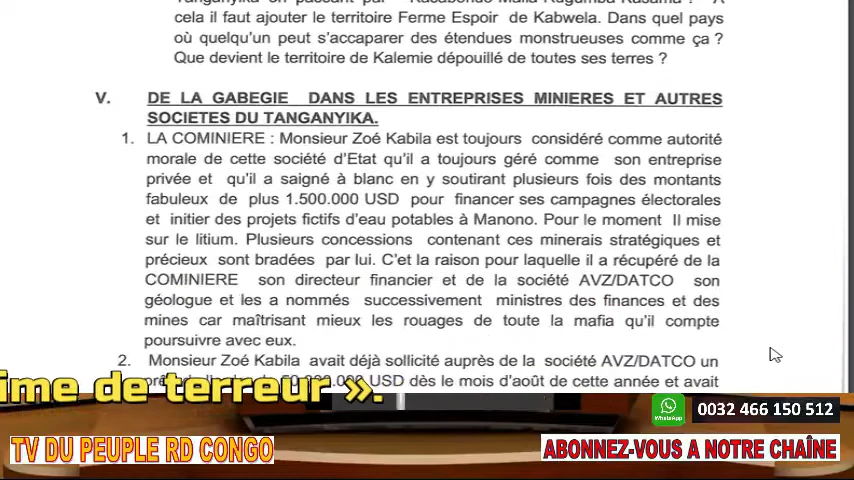 cela il faut ajouter le territoire Ferme Espoir de Kabwela. Dans quel pays
où quelqu'un peut s'accaparer des étendues monstrueuses comme ça ?
Que devient le territoire de Kalemie dépouillé de toutes ses terres ?
V. DE LA GABEGIE DANS LES ENTREPRISES MINIERES ET AUTRES
SOCIETES DU TANGANYIKA.
1. LA COMINIERE : Monsieur Zoé Kabila est toujours considéré comme autorité
morale de cette société d'Etat qu'il a toujours géré comme son entreprise
privée et qu'il a saigné à blanc en y soutirant plusieurs fois des montants
fabuleux de plus 1.500.000 USD pour financer ses campagnes électorales
et initier des projets fictifs d'eau potables à Manono. Pour le moment Il mise
sur le litium. Plusieurs concessions contenant ces minerais stratégiques et
précieux sont bradées par lui. C'et la raison pour laquelle il a récupéré de la
COMINIERE son directeur financier et de la société AVZ/DATCO son
géologue et les a nommés successivement ministres des finances et des
mines car maîtrisant mieux les rouages de toute la mafia qu'il compte
poursuivre avec eux.
2. Monsieur Zoé Kabila avait déjà sollicité auprès de la société AVZ/DATCO un
USD dès le mois d'août de cette année et avait
ime de terreur ».
WhatsApp
0032 466 150 512
TV DU PEUPLE RD CONGO
ABONNEZ-VOUS A NOTRE CHAÎNE